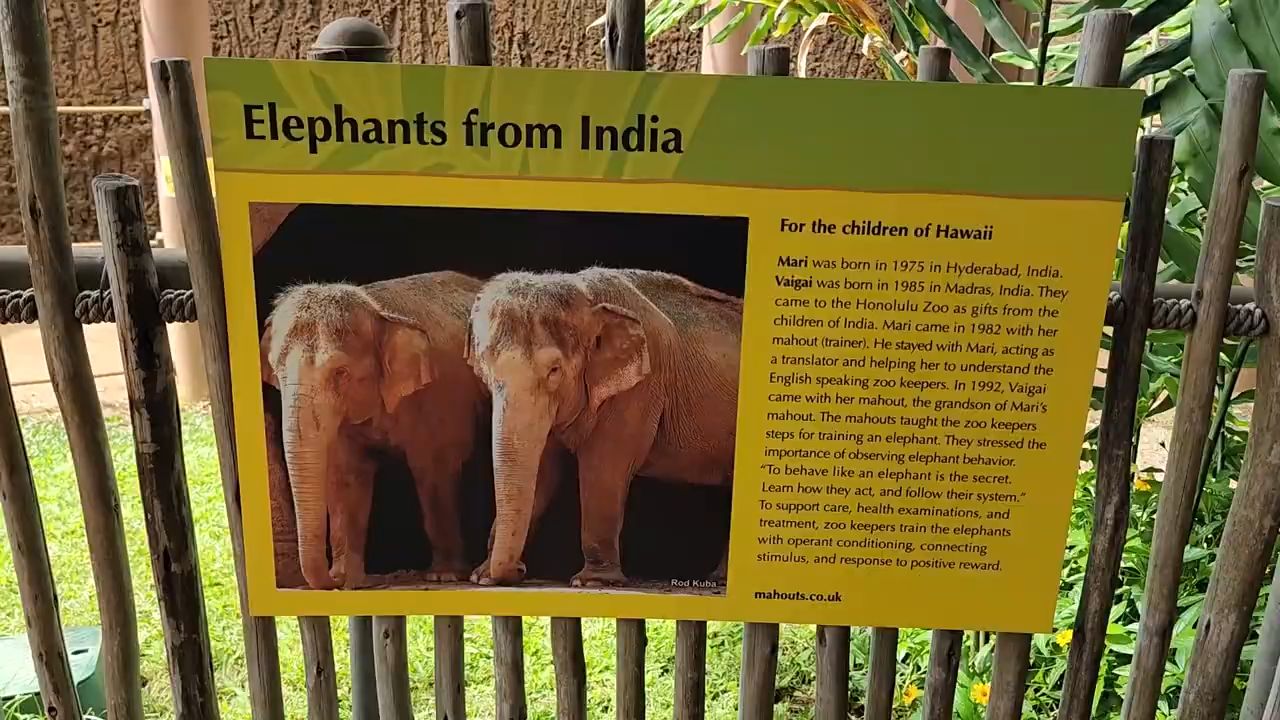 Elephants from India
For the children of Hawaii
Mari was born in 1975 in Hyderabad, India.
Vaigai was born in 1985 in Madras, India. They
came to the Honolulu Zoo as gifts from the
children of India. Mari came in 1982 with her
mahout (trainer). He stayed with Mari, acting as
a translator and helping her to understand the
English speaking zoo keepers. In 1992, Vaigai
came with her mahout, the grandson of Mari's
mahout. The mahouts taught the zoo keepers
steps for training an elephant. They stressed the
importance of observing elephant behavior.
"To behave like an elephant is the secret.
Learn how they act, and follow their system."
To support care, health examinations, and
treatment, zoo keepers train the elephants
with operant conditioning, connecting
stimulus, and response to positive reward.
Rod Kuba
mahouts.co.uk